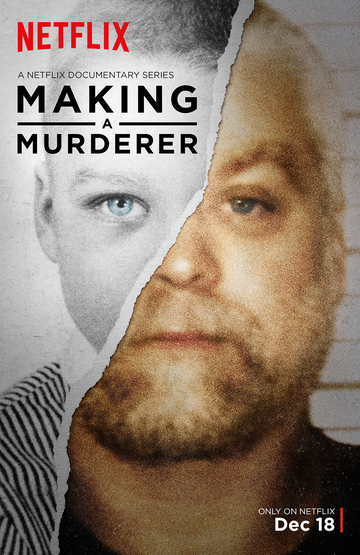 NETFLIX
A NETFLIX DOCUMENTARY SERIES
MAKING
A
MURDERER
ONLY ON NETFLIX
Dec 18